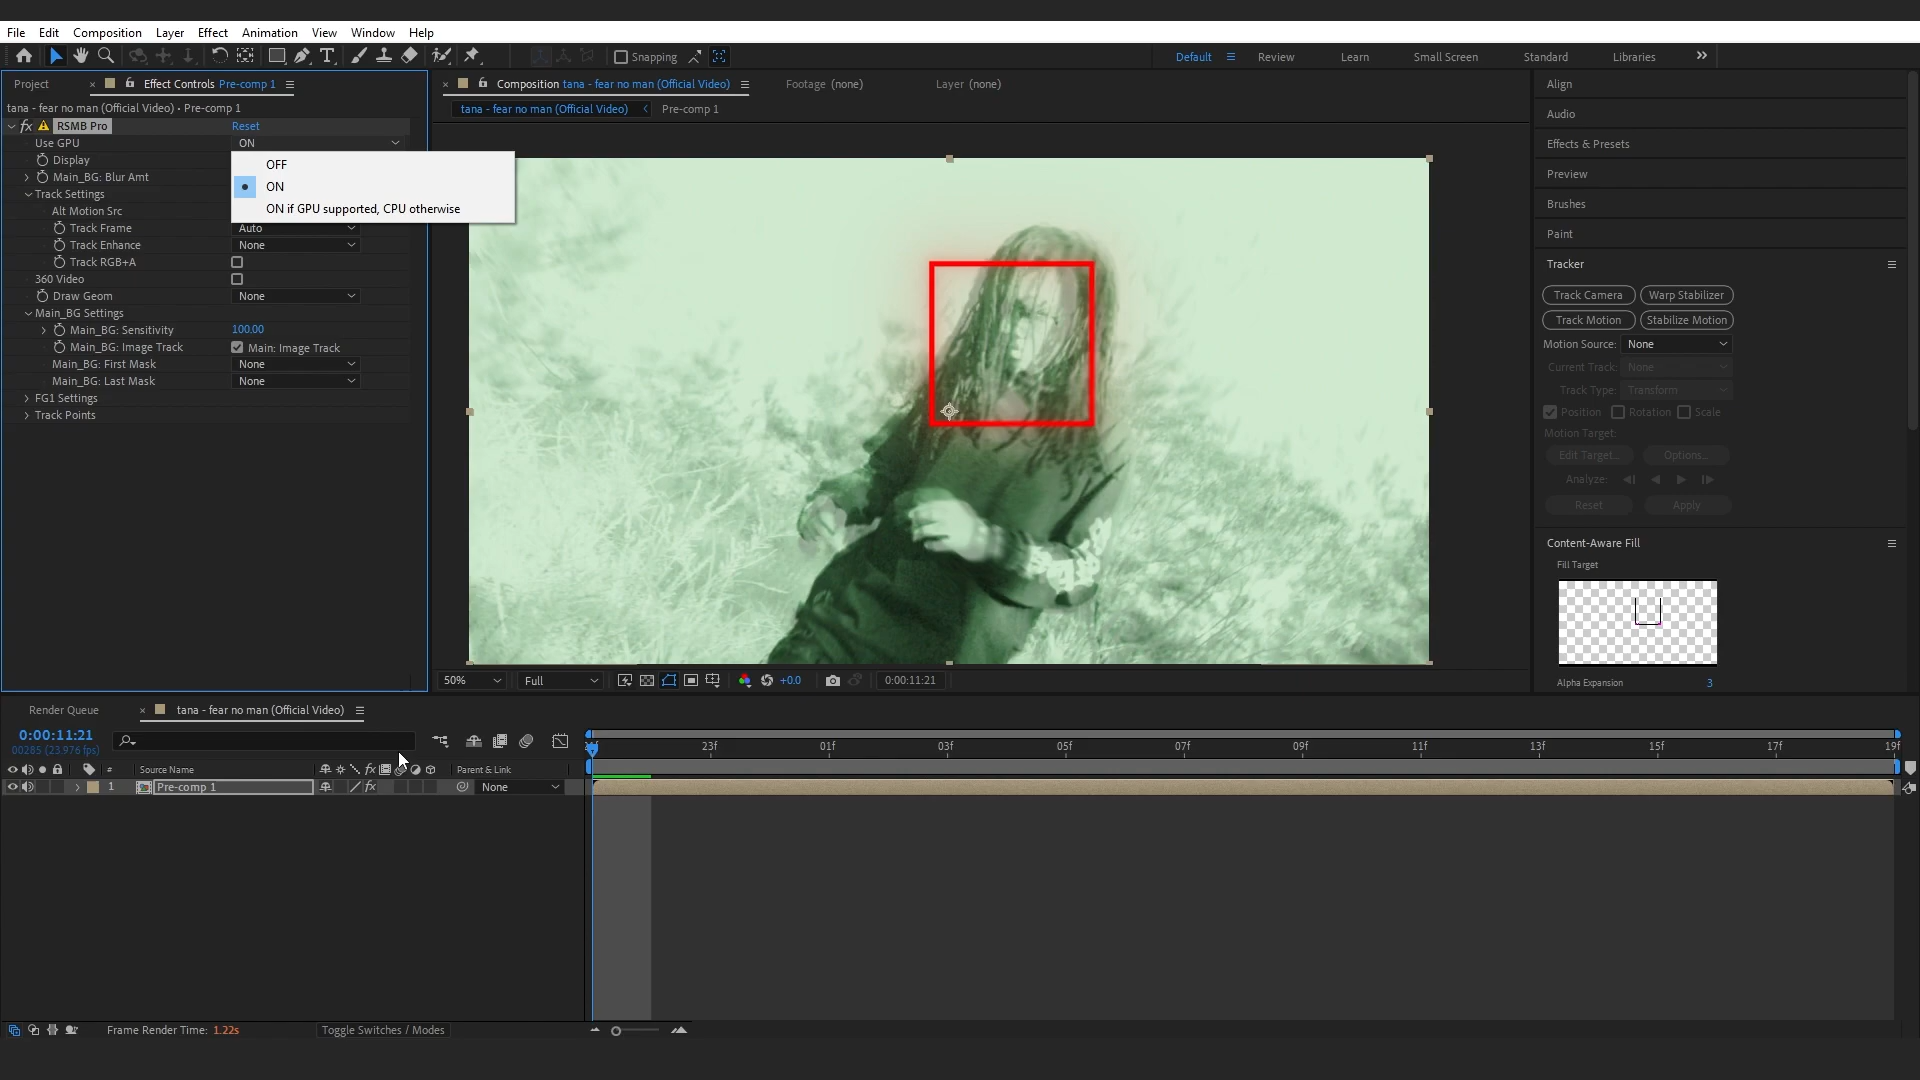 File Edit Composition Layer Effect Animation View Window Help
Snapping
Default Review Learn Small Screen Standard Libraries
Project × Effect Controls Pre-comp 1
tana - fear no man (Official Video) • Pre-comp 1
fx RSMB Pro Reset
Use GPU ON
OFF
ON
ON if GPU supported, CPU otherwise
Display
Main_BG: Blur Amt
Track Settings
Alt Motion Src
Track Frame Auto
Track Enhance None
Track RGB+A
360 Video
Draw Geom None
Main_BG Settings
Main_BG: Sensitivity 100.00
Main_BG: Image Track Main: Image Track
Main_BG: First Mask None
Main_BG: Last Mask None
FG1 Settings
Track Points
× Composition tana - fear no man (Official Video) Footage (none) Layer (none)
tana - fear no man (Official Video) Pre-comp 1
50% Full +0.0 0:00:11:21
Align
Audio
Effects & Presets
Preview
Brushes
Paint
Tracker
Track Camera Warp Stabilizer
Track Motion Stabilize Motion
Motion Source: None
Current Track: None
Track Type: Transform
Position Rotation Scale
Motion Target:
Edit Target... Options...
Analyze:
Reset Apply
Content-Aware Fill
Fill Target
Alpha Expansion 3
Render Queue × tana - fear no man (Official Video)
0:00:11:21
00285 (23.976 fps)
23f 01f 03f 05f 07f 09f 11f 13f 15f 17f 19f
# Source Name fx Parent & Link
1 Pre-comp 1 fx None
Frame Render Time: 1.22s Toggle Switches / Modes